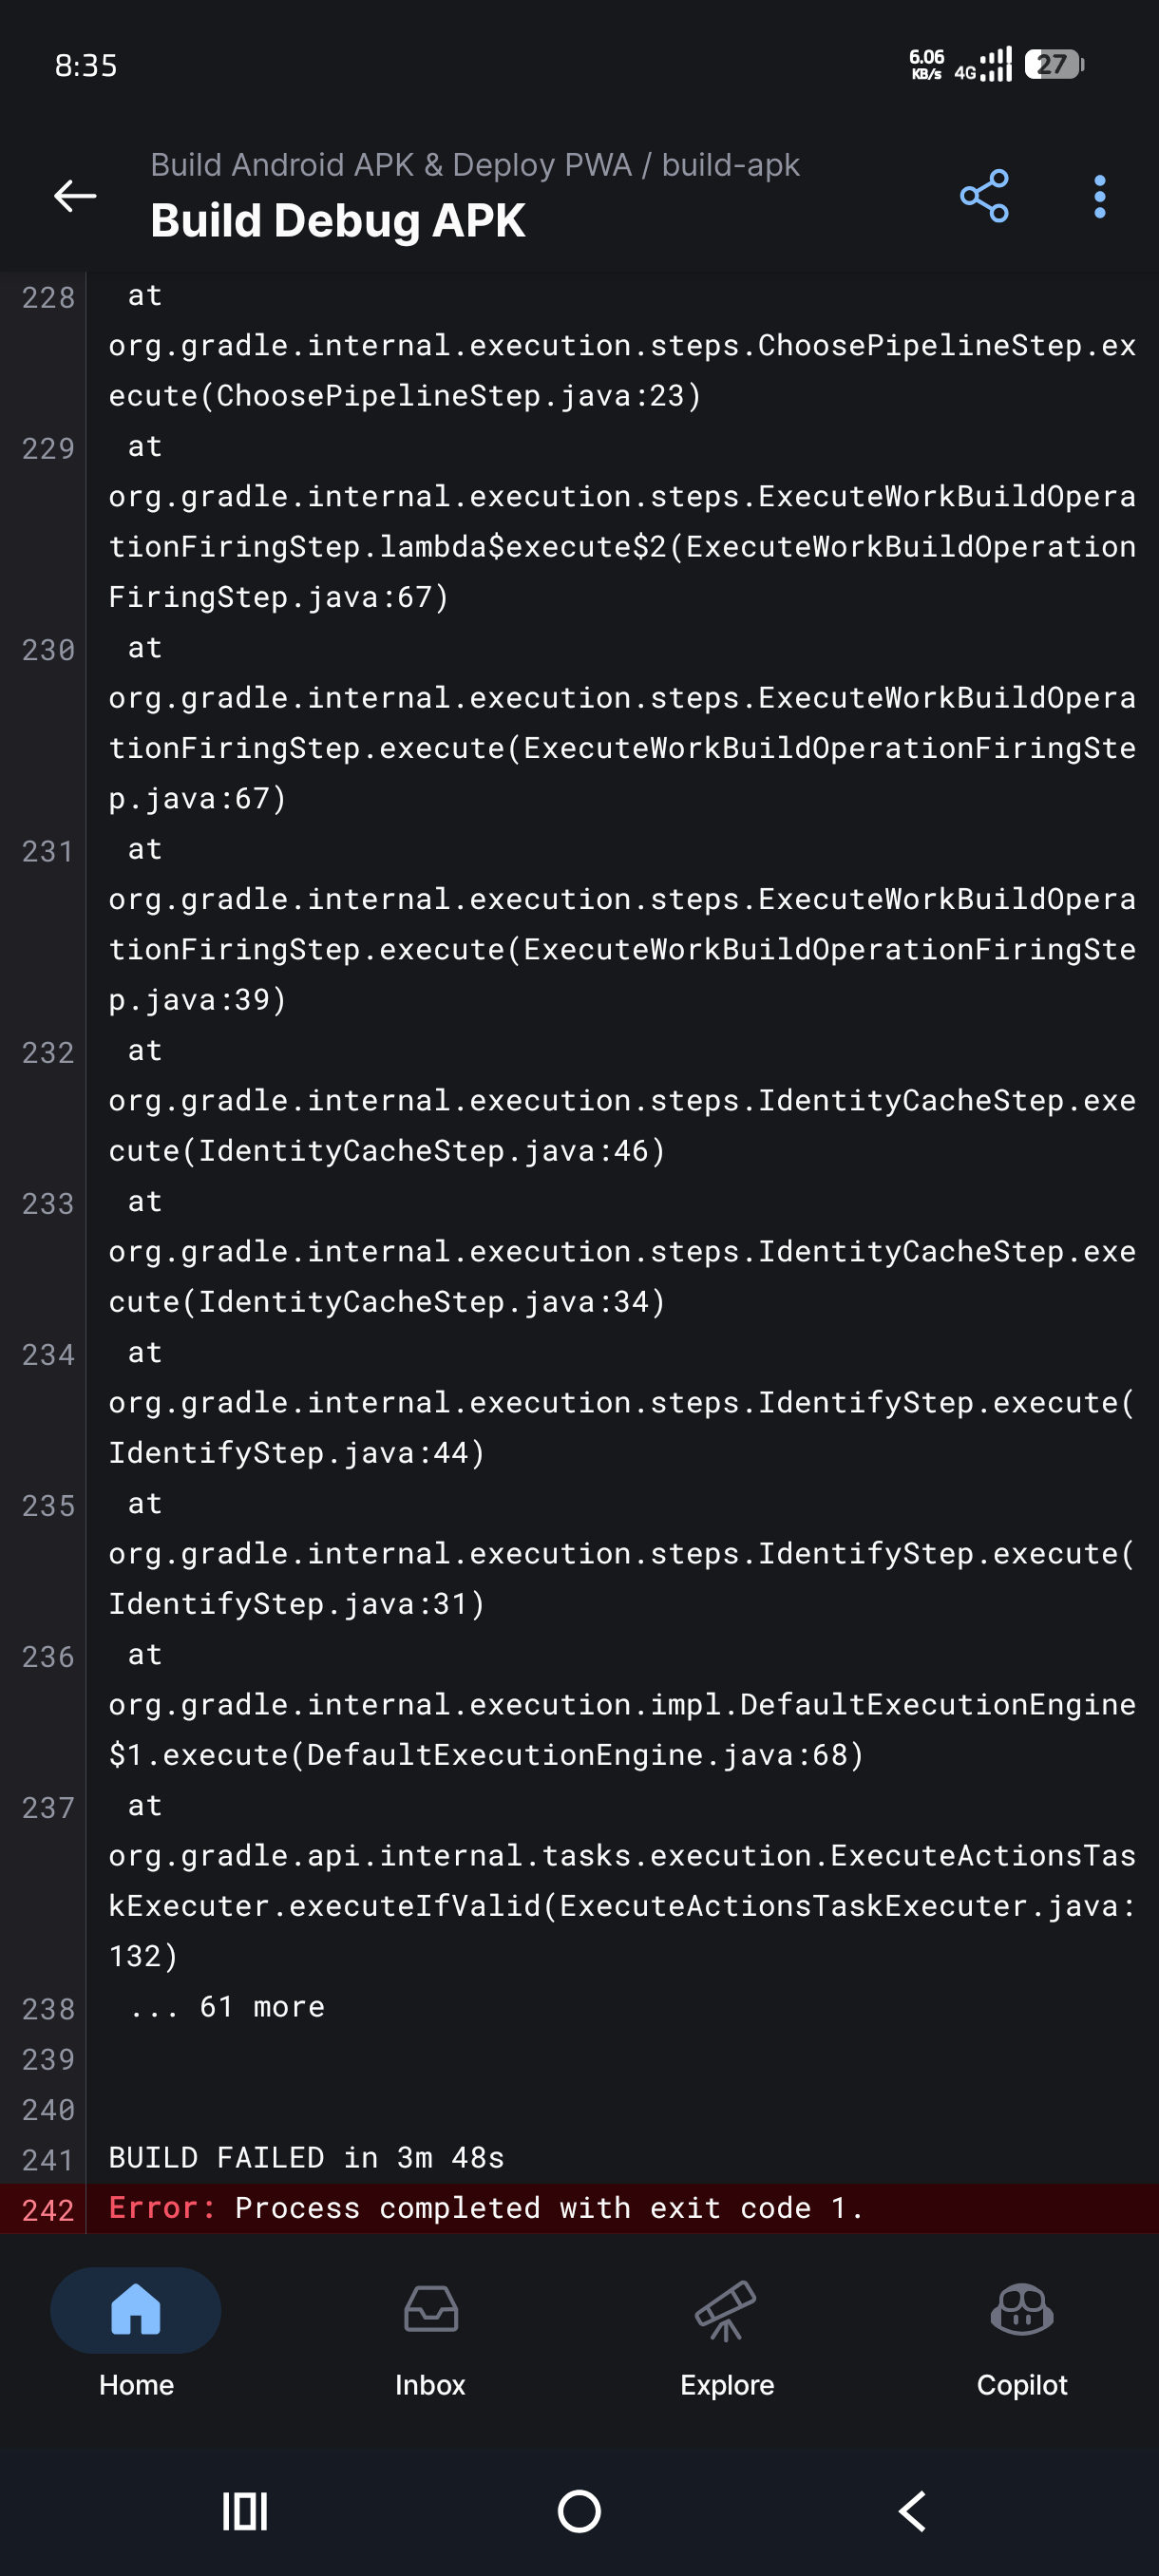 8:35
6.06
KB/s
4G
27
Build Android APK & Deploy PWA / build-apk
Build Debug APK
228 at
org.gradle.internal.execution.steps.ChoosePipelineStep.ex
ecute(ChoosePipelineStep.java:23)
229 at
org.gradle.internal.execution.steps.ExecuteWorkBuildOpera
tionFiringStep.lambda$execute$2(ExecuteWorkBuildOperation
FiringStep.java:67)
230 at
org.gradle.internal.execution.steps.ExecuteWorkBuildOpera
tionFiringStep.execute(ExecuteWorkBuildOperationFiringSte
p.java:67)
231 at
org.gradle.internal.execution.steps.ExecuteWorkBuildOpera
tionFiringStep.execute(ExecuteWorkBuildOperationFiringSte
p.java:39)
232 at
org.gradle.internal.execution.steps.IdentityCacheStep.exe
cute(IdentityCacheStep.java:46)
233 at
org.gradle.internal.execution.steps.IdentityCacheStep.exe
cute(IdentityCacheStep.java:34)
234 at
org.gradle.internal.execution.steps.IdentifyStep.execute(
IdentifyStep.java:44)
235 at
org.gradle.internal.execution.steps.IdentifyStep.execute(
IdentifyStep.java:31)
236 at
org.gradle.internal.execution.impl.DefaultExecutionEngine
$1.execute(DefaultExecutionEngine.java:68)
237 at
org.gradle.api.internal.tasks.execution.ExecuteActionsTas
kExecuter.executeIfValid(ExecuteActionsTaskExecuter.java:
132)
238 ... 61 more
239
240
241 BUILD FAILED in 3m 48s
242 Error: Process completed with exit code 1.
Home
Inbox
Explore
Copilot